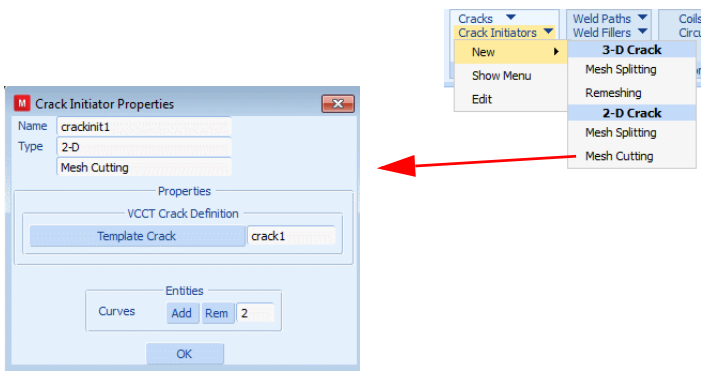 Cracks
Crack Initiators
Weld Paths
Weld Fillers
Coils
New
Show Menu
Edit
3-D Crack
Mesh Splitting
Remeshing
2-D Crack
Mesh Splitting
Mesh Cutting
M Crack Initiator Properties
Name crackinit1
Type 2-D
Mesh Cutting
Properties
VCCT Crack Definition
Template Crack crack1
Entities
Curves Add Rem 2
OK